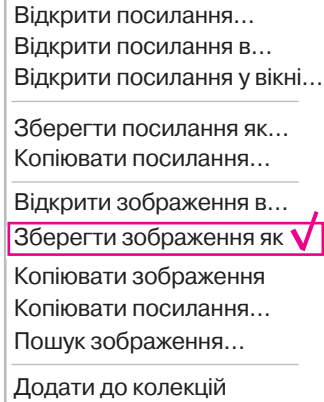 Відкрити посилання…
Відкрити посилання в…
Відкрити посилання у вікні…
Зберегти посилання як…
Копіювати посилання…
Відкрити зображення в…
Зберегти зображення як
Копіювати зображення
Копіювати посилання…
Пошук зображення…
Додати до колекцій